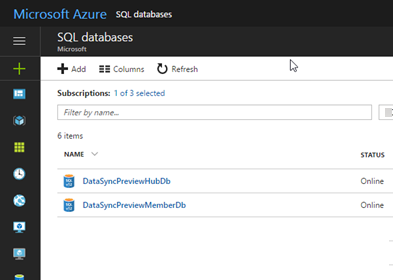 Microsoft Azure SQL databases
SQL databases
Microsoft
Add Columns Refresh
Subscriptions: 1 of 3 selected
Filter by name...
6 items
NAME STATUS
DataSyncPreviewHubDb Online
DataSyncPreviewMemberDb Online